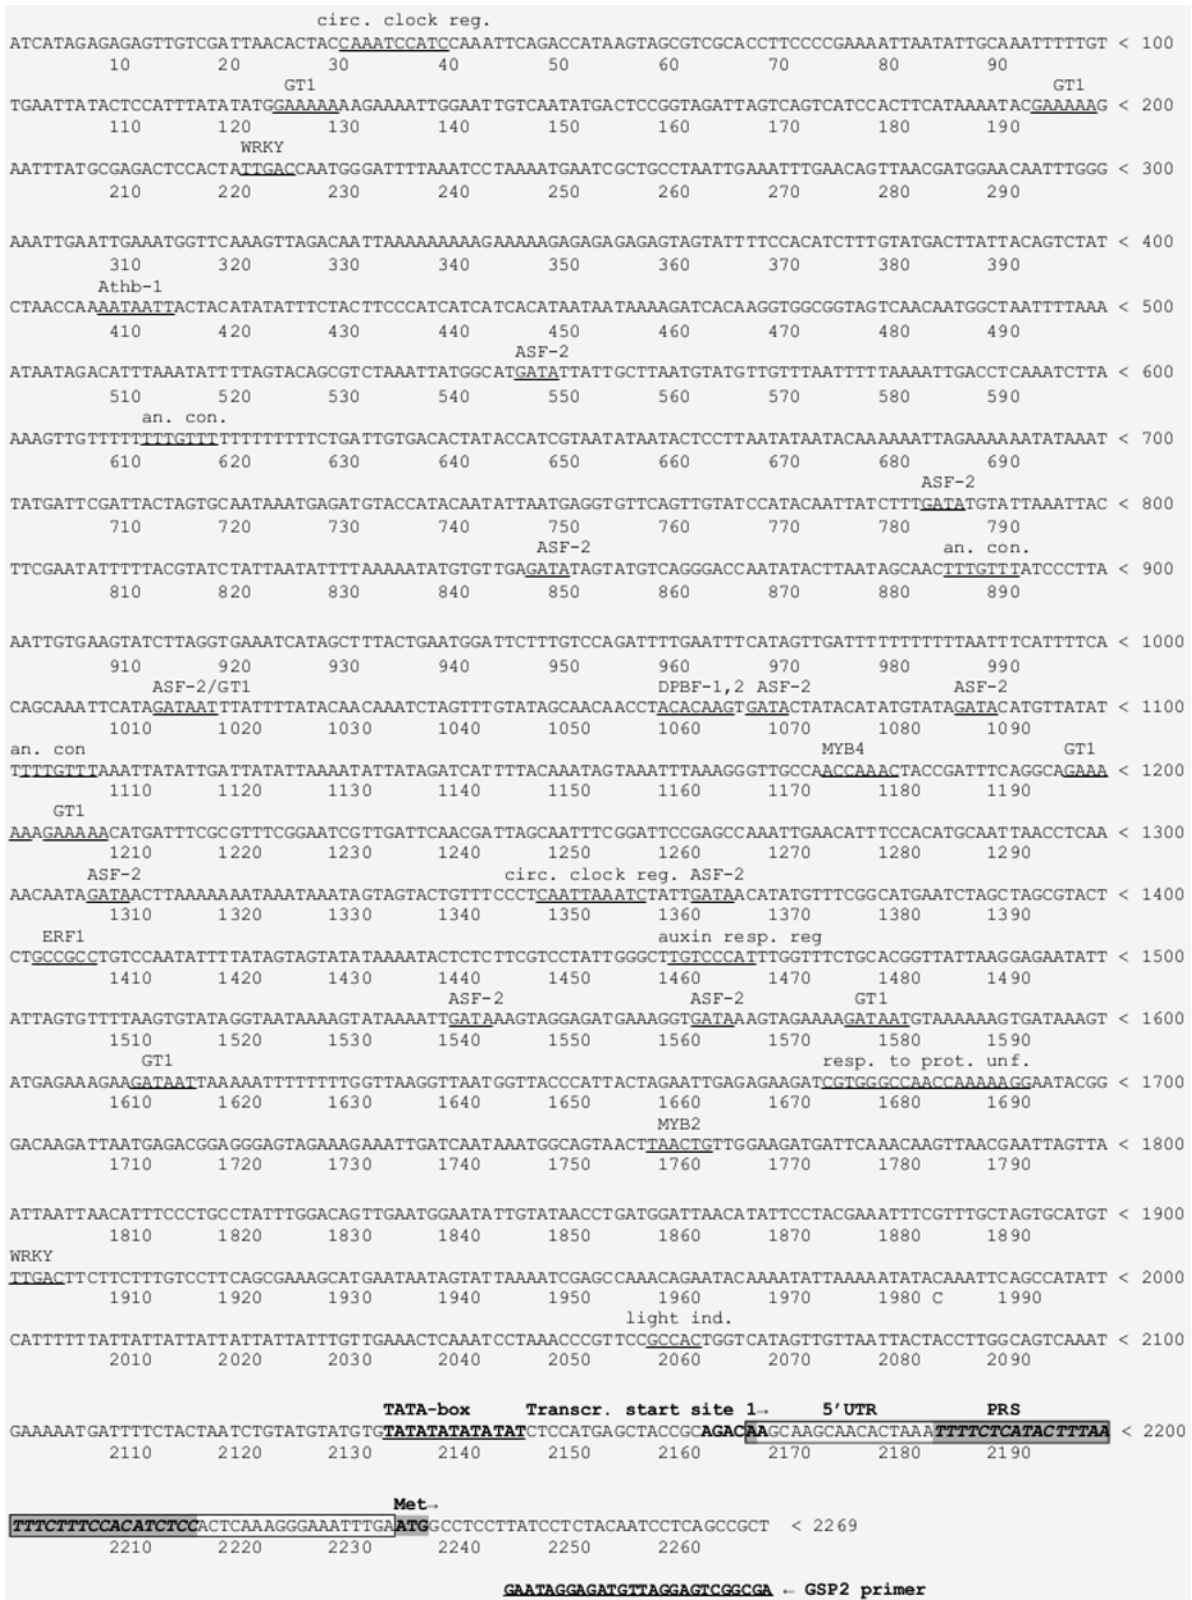 circ. clock reg.
ATCATAGAGAGAGTTGTCGATTAACACTACCAAATCCATCCAAATTCAGACCATAAGTAGCGTCGCACCTTCCCCGAAAATTAATATTGCAAATTTTTGT < 100
10 20 30 40 50 60 70 80 90
GT1 GT1
TGAATTATACTCCATTTATATATGGAAAAAAAGAAAATTGGAATTGTCAATATGACTCCGGTAGATTAGTCAGTCATCCACTTCATAAAATACGAAAAAG < 200
110 120 130 140 150 160 170 180 190
WRKY
AATTTATGCGAGACTCCACTATTGACCAATGGGATTTTAAATCCTAAAATGAATCGCTGCCTAATTGAAATTTGAACAGTTAACGATGGAACAATTTGGG < 300
210 220 230 240 250 260 270 280 290
AAATTGAATTGAAATGGTTCAAAGTTAGACAATTAAAAAAAAAGAAAAAGAGAGAGAGAGTAGTATTTTCCACATCTTTGTATGACTTATTACAGTCTAT < 400
310 320 330 340 350 360 370 380 390
Athb-1
CTAACCAAAATAATTACTACATATATTTCTACTTCCCATCATCATCACATAATAATAAAAGATCACAAGGTGGCGGTAGTCAACAATGGCTAATTTTAAA < 500
410 420 430 440 450 460 470 480 490
ASF-2
ATAATAGACATTTAAATATTTTAGTACAGCGTCTAAATTATGGCATGATATTATTGCTTAATGTATGTTGTTTAATTTTTAAAATTGACCTCAAATCTTA < 600
510 520 530 540 550 560 570 580 590
an. con.
AAAGTTGTTTTTTTTGTTTTTTTTTTTTCTGATTGTGACACTATACCATCGTAATATAATACTCCTTAATATAATACAAAAAATTAGAAAAAATATAAAT < 700
610 620 630 640 650 660 670 680 690
ASF-2
TATGATTCGATTACTAGTGCAATAAATGAGATGTACCATACAATATTAATGAGGTGTTCAGTTGTATCCATACAATTATCTTTGATATGTATTAAATTAC < 800
710 720 730 740 750 760 770 780 790
ASF-2 an. con.
TTCGAATATTTTTACGTATCTATTAATATTTTAAAAATATGTGTTGAGATATAGTATGTCAGGGACCAATATACTTAATAGCAACTTTGTTTATCCCTTA < 900
810 820 830 840 850 860 870 880 890
AATTGTGAAGTATCTTAGGTGAAATCATAGCTTTACTGAATGGATTCTTTGTCCAGATTTTGAATTTCATAGTTGATTTTTTTTTTTAATTTCATTTTCA < 1000
910 920 930 940 950 960 970 980 990
ASF-2/GT1 DPBF-1,2 ASF-2 ASF-2
CAGCAAATTCATAGATAATTTATTTTATACAACAAATCTAGTTTGTATAGCAACAACCTACACAAGTGATACTATACATATGTATAGATACATGTTATAT < 1100
1010 1020 1030 1040 1050 1060 1070 1080 1090
an. con MYB4 GT1
TTTTGTTTAAATTATATTGATTATATTAAAATATTATAGATCATTTTACAAATAGTAAATTTAAAGGGTTGCCAACCAAACTACCGATTTCAGGCAGAAA < 1200
1110 1120 1130 1140 1150 1160 1170 1180 1190
GT1
AAAGAAAAACATGATTTCGCGTTTCGGAATCGTTGATTCAACGATTAGCAATTTCGGATTCCGAGCCAAATTGAACATTTCCACATGCAATTAACCTCAA < 1300
1210 1220 1230 1240 1250 1260 1270 1280 1290
ASF-2 circ. clock reg. ASF-2
AACAATAGATAACTTAAAAAAATAAATAAATAGTAGTACTGTTTCCCTCAATTAAATCTATTGATAACATATGTTTCGGCATGAATCTAGCTAGCGTACT < 1400
1310 1320 1330 1340 1350 1360 1370 1380 1390
ERF1 auxin resp. reg
CTGCCGCCTGTCCAATATTTTATAGTAGTATATAAAATACTCTCTTCGTCCTATTGGGCTTGTCCCATTTGGTTTCTGCACGGTTATTAAGGAGAATATT < 1500
1410 1420 1430 1440 1450 1460 1470 1480 1490
ASF-2 ASF-2 GT1
ATTAGTGTTTTAAGTGTATAGGTAATAAAAGTATAAAATTGATAAAGTAGGAGATGAAAGGTGATAAAGTAGAAAAGATAATGTAAAAAAGTGATAAAGT < 1600
1510 1520 1530 1540 1550 1560 1570 1580 1590
GT1 resp. to prot. unf.
ATGAGAAAGAAGATAATTAAAAATTTTTTTTGGTTAAGGTTAATGGTTACCCATTACTAGAATTGAGAGAAGATCGTGGGCCAACCAAAAAGGAATACGG < 1700
1610 1620 1630 1640 1650 1660 1670 1680 1690
MYB2
GACAAGATTAATGAGACGGAGGGAGTAGAAAGAAATTGATCAATAAATGGCAGTAACTTAACTGTTGGAAGATGATTCAAACAAGTTAACGAATTAGTTA < 1800
1710 1720 1730 1740 1750 1760 1770 1780 1790
ATTAATTAACATTTCCCTGCCTATTTGGACAGTTGAATGGAATATTGTATAACCTGATGGATTAACATATTCCTACGAAATTTCGTTTGCTAGTGCATGT < 1900
1810 1820 1830 1840 1850 1860 1870 1880 1890
WRKY
TTGACTTCTTCTTTGTCCTTCAGCGAAAGCATGAATAATAGTATTAAAATCGAGCCAAACAGAATACAAAATATTAAAAATATACAAATTCAGCCATATT < 2000
1910 1920 1930 1940 1950 1960 1970 1980 C 1990
light ind.
CATTTTTTATTATTATTATTATTATTATTTGTTGAAACTCAAATCCTAAACCCGTTCCGCCACTGGTCATAGTTGTTAATTACTACCTTGGCAGTCAAAT < 2100
2010 2020 2030 2040 2050 2060 2070 2080 2090
TATA-box Transcr. start site 1→ 5'UTR PRS
GAAAAATGATTTTCTACTAATCTGTATGTATGTGTATATATATATATCTCCATGAGCTACCGCAGACAAGCAAGCAACACTAAATTTTCTCATACTTTAA < 2200
2110 2120 2130 2140 2150 2160 2170 2180 2190
Met→
TTTCTTTCCACATCTCCACTCAAAGGGAAATTTGAATGGCCTCCTTATCCTCTACAATCCTCAGCCGCT < 2269
2210 2220 2230 2240 2250 2260
GAATAGGAGATGTTAGGAGTCGGCGA ← GSP2 primer